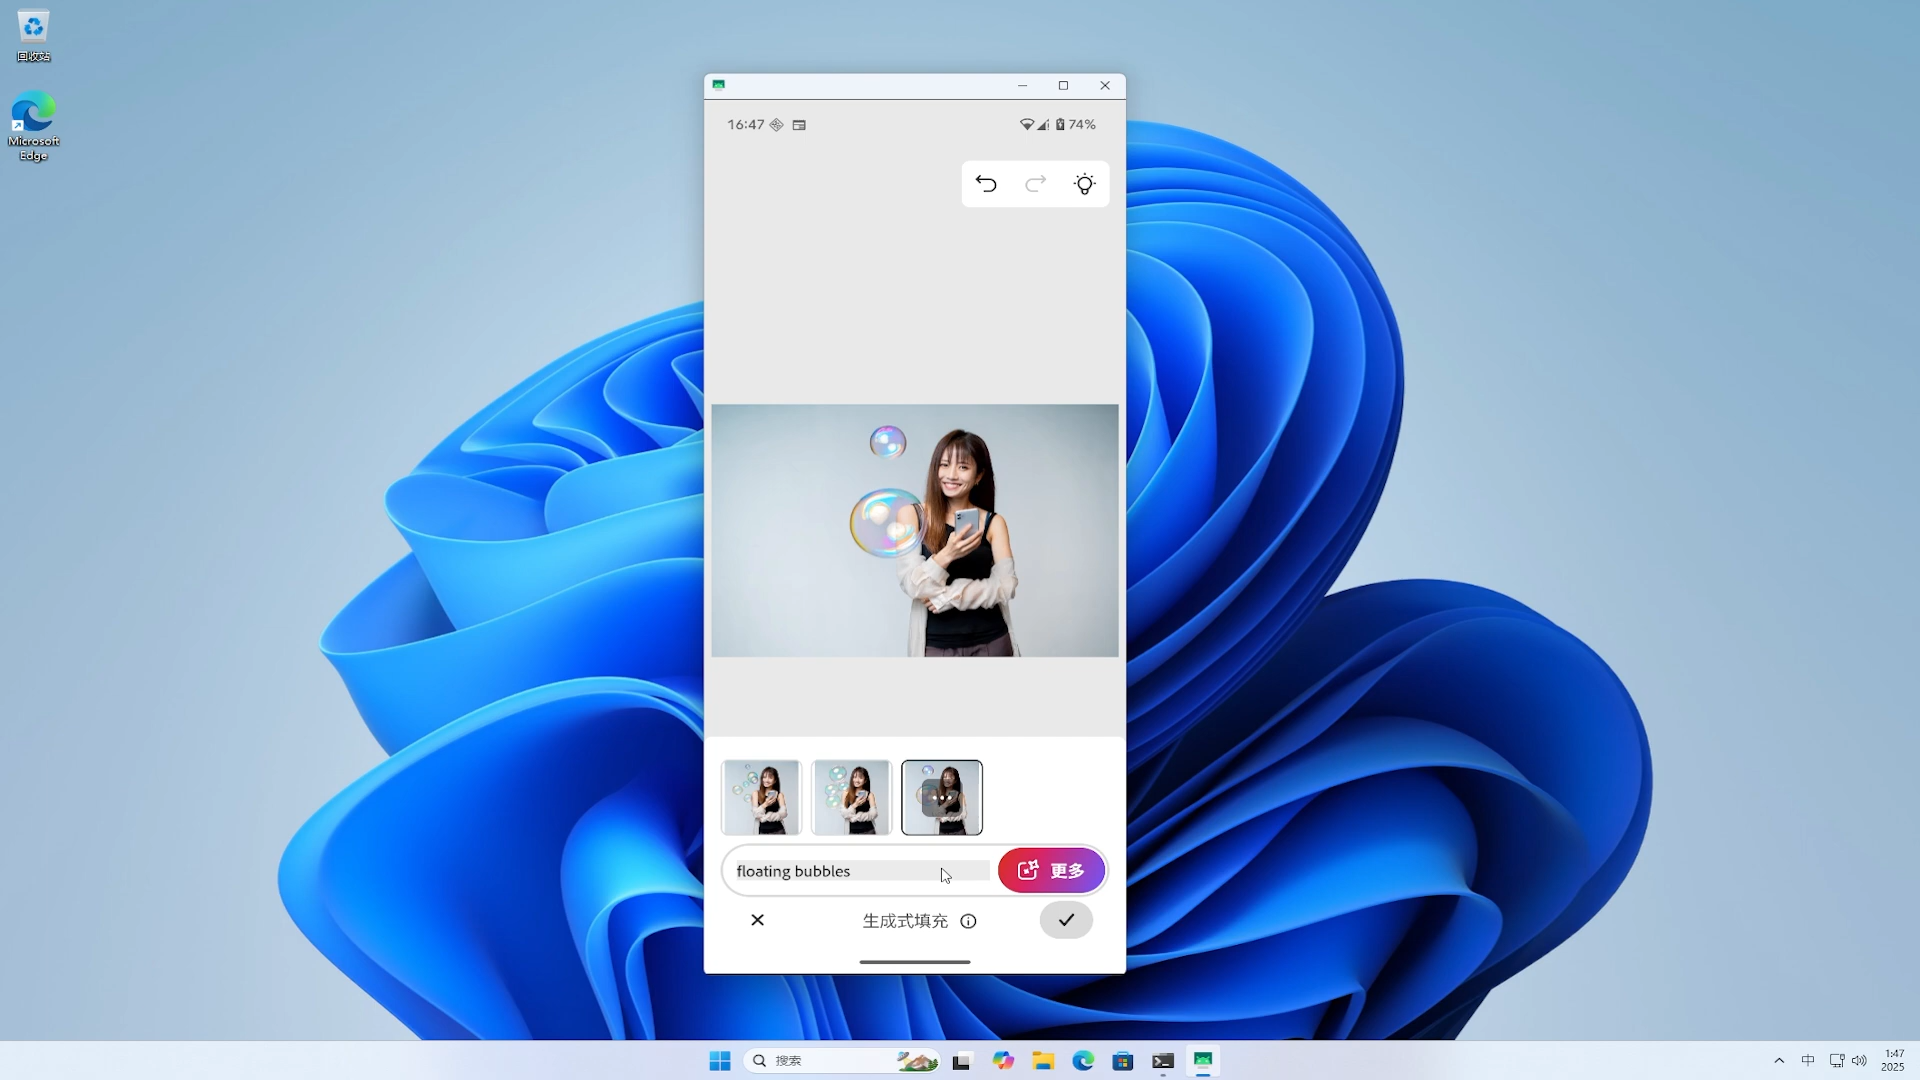 回收站
Microsoft
Edge
16:47
74%
floating bubbles
更多
生成式填充
搜索
中
1:47
2025